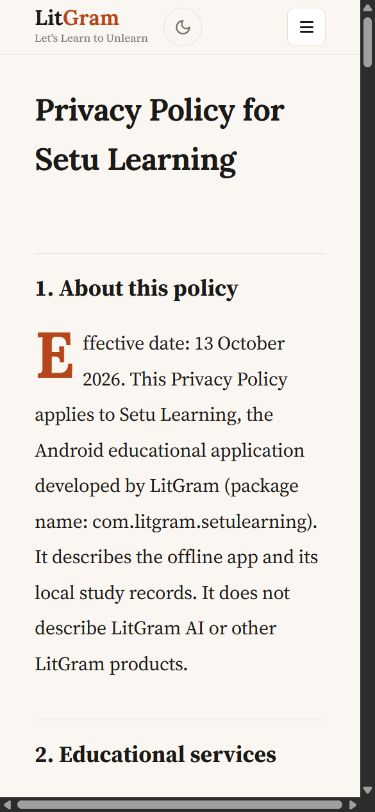 LitGram
Let's Learn to Unlearn
Privacy Policy for
Setu Learning
1. About this policy
Effective date: 13 October
2026. This Privacy Policy
applies to Setu Learning, the
Android educational application
developed by LitGram (package
name: com.litgram.setulearning).
It describes the offline app and its
local study records. It does not
describe LitGram AI or other
LitGram products.
2. Educational services